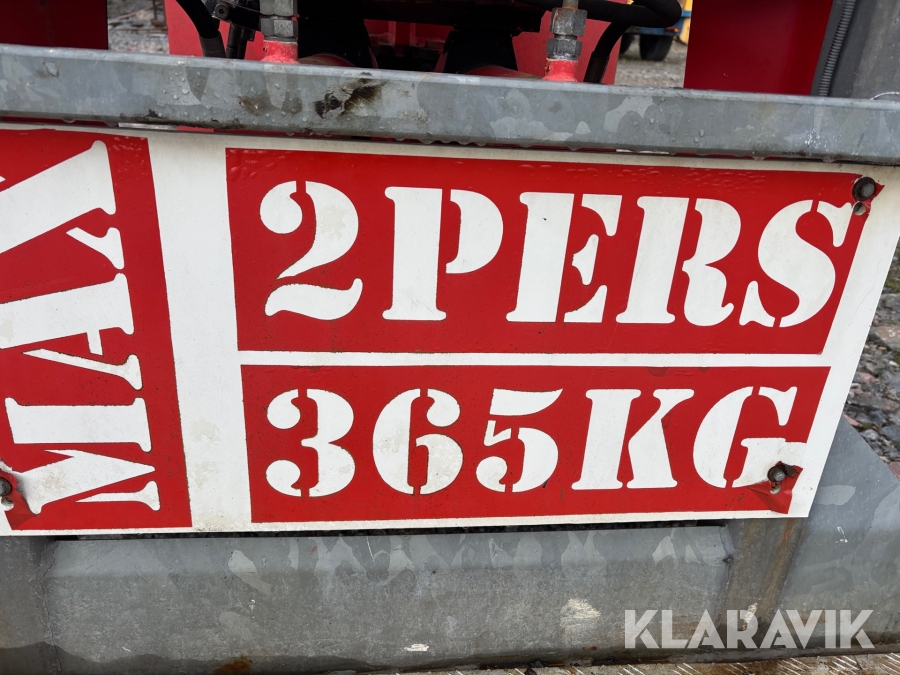 MAX
2PERS
365KG
KLARAVIK